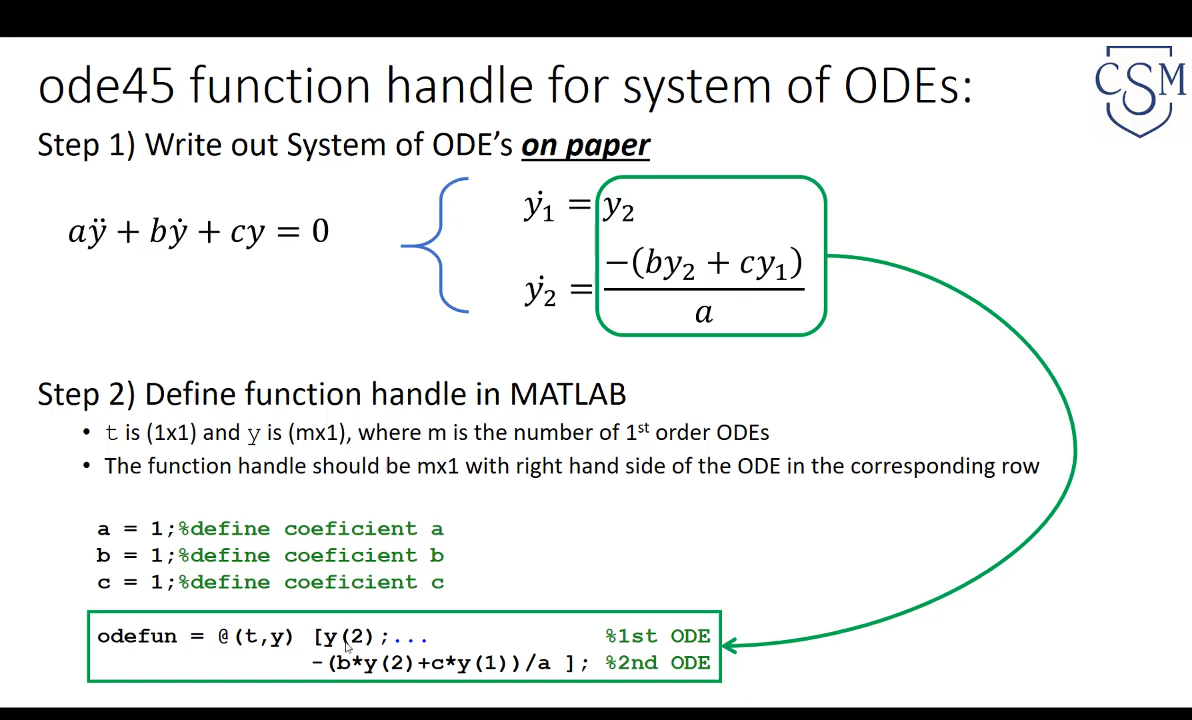 ode45 function handle for system of ODEs:
CSM
Step 1) Write out System of ODE's on paper
aÿ + bẏ + cy = 0
ẏ₁ = y₂
ẏ₂ = −(by₂ + cy₁) / a
Step 2) Define function handle in MATLAB
• t is (1x1) and y is (mx1), where m is the number of 1st order ODEs
• The function handle should be mx1 with right hand side of the ODE in the corresponding row
a = 1;%define coeficient a
b = 1;%define coeficient b
c = 1;%define coeficient c
odefun = @(t,y) [y(2);... %1st ODE
-(b*y(2)+c*y(1))/a ]; %2nd ODE